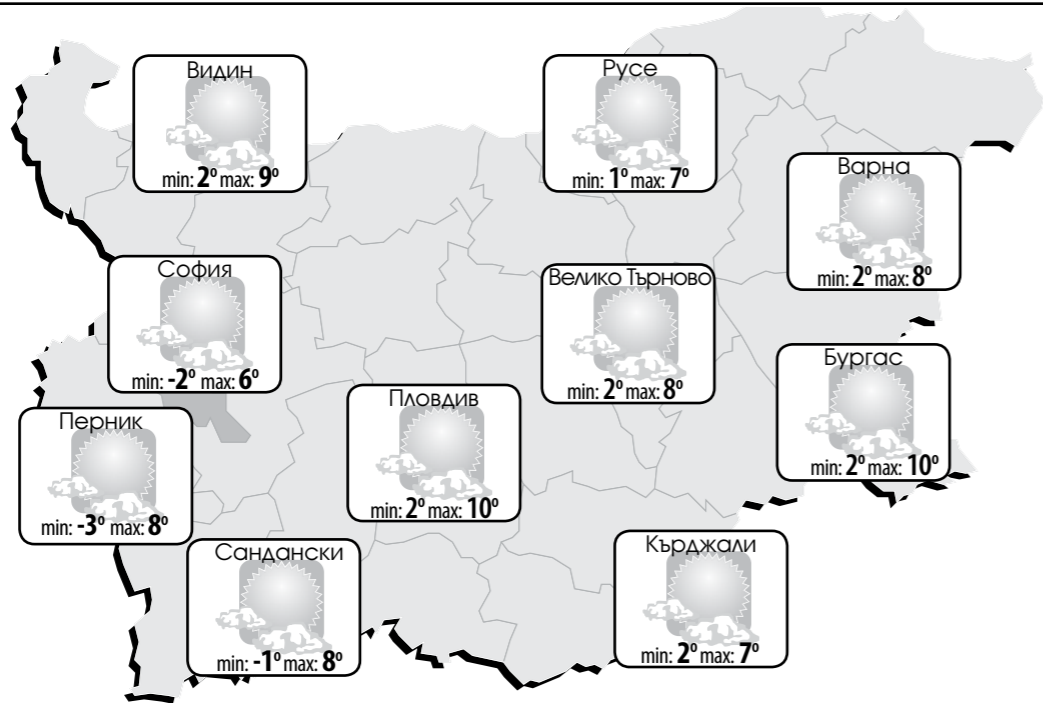 Видин
min: 2° max: 9°
Русе
min: 1° max: 7°
Варна
min: 2° max: 8°
София
min: -2° max: 6°
Велико Търново
min: 2° max: 8°
Бургас
min: 2° max: 10°
Пловдив
min: 2° max: 10°
Перник
min: -3° max: 8°
Сандански
min: -1° max: 8°
Кърджали
min: 2° max: 7°